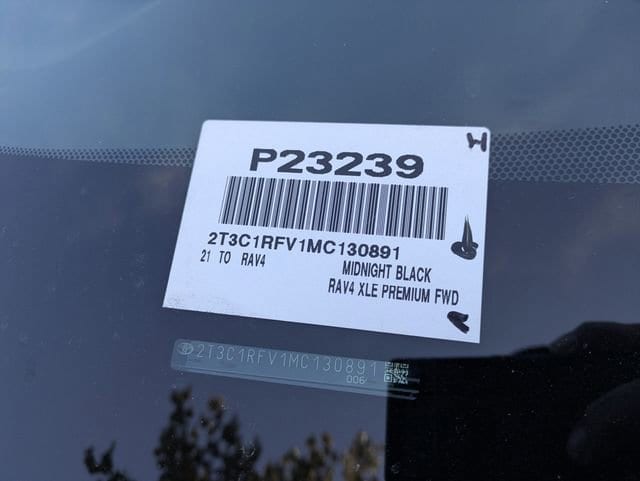 P23239
2T3C1RFV1MC130891
21 TO RAV4 MIDNIGHT BLACK
RAV4 XLE PREMIUM FWD
2T3C1RFV1MC130891
006